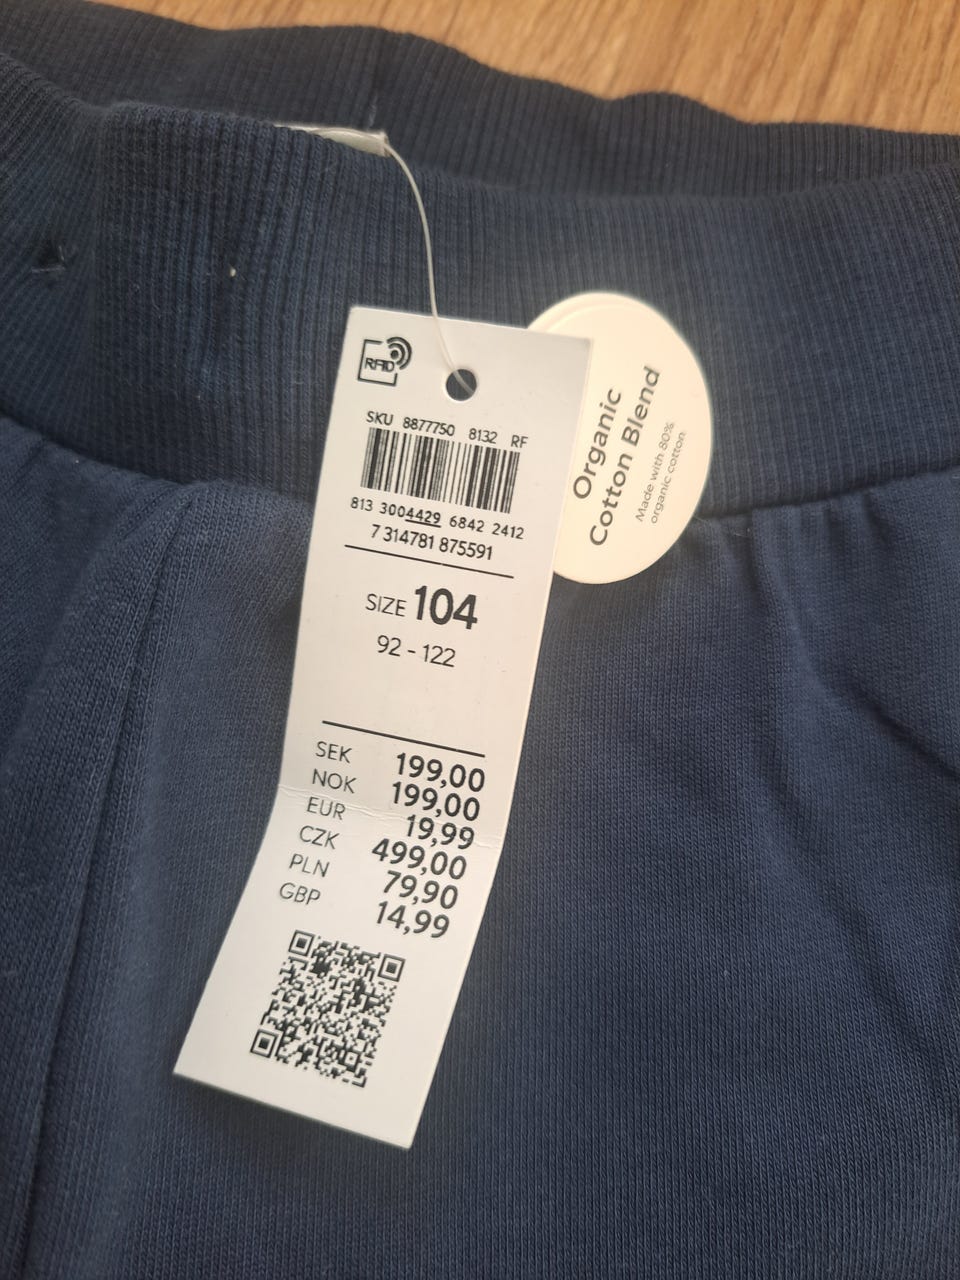 RFID
SKU 8877750 8132 RF
813 3004429 6842 2412
7 314781 875591
SIZE 104
92 - 122
SEK 199,00
NOK 199,00
EUR 19,99
CZK 499,00
PLN 79,90
GBP 14,99
Organic
Cotton Blend
Made with 80%
organic cotton